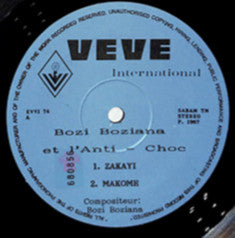 VEVE
International
EVVI 74
A
SABAM TM
STEREO
P. 1987
Bozi Boziana
et l'Anti - Choc
1. ZAKAYI
2. MAKOME
680856
Compositeur:
Bozi Boziana